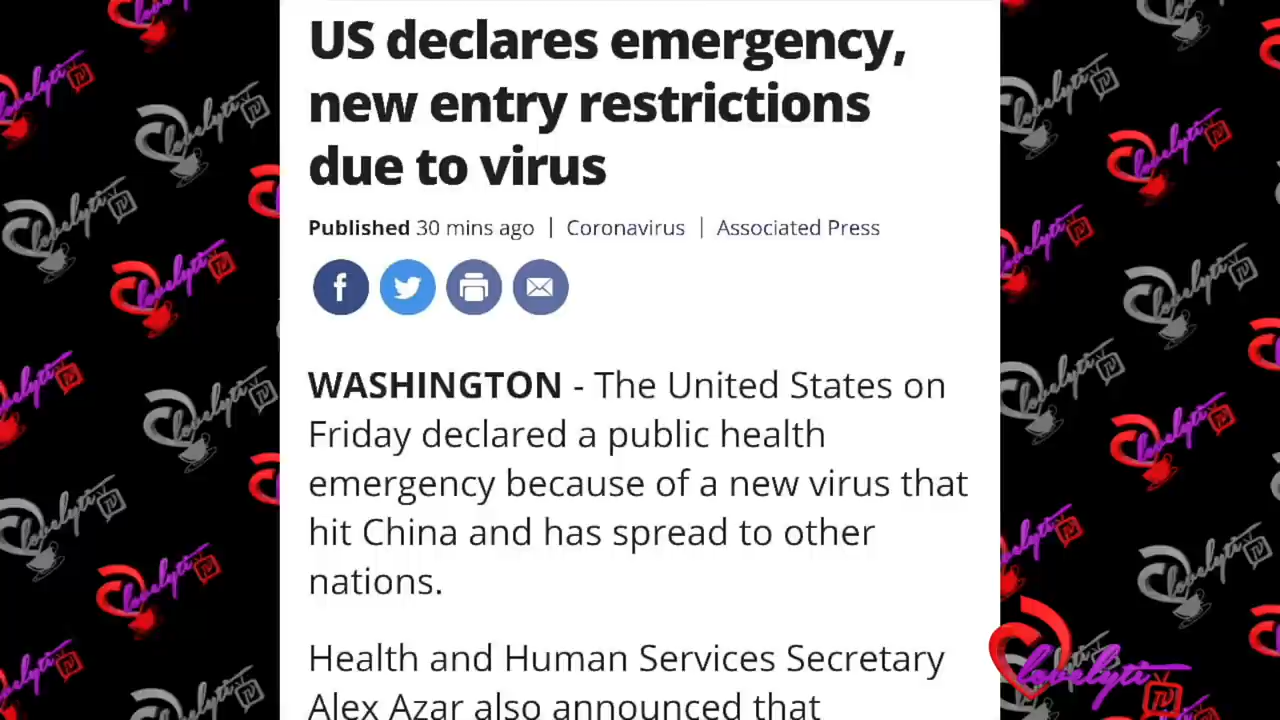 US declares emergency,
new entry restrictions
due to virus
Published 30 mins ago | Coronavirus | Associated Press
WASHINGTON - The United States on
Friday declared a public health
emergency because of a new virus that
hit China and has spread to other
nations.
Health and Human Services Secretary
Alex Azar also announced that
lovelyti TV